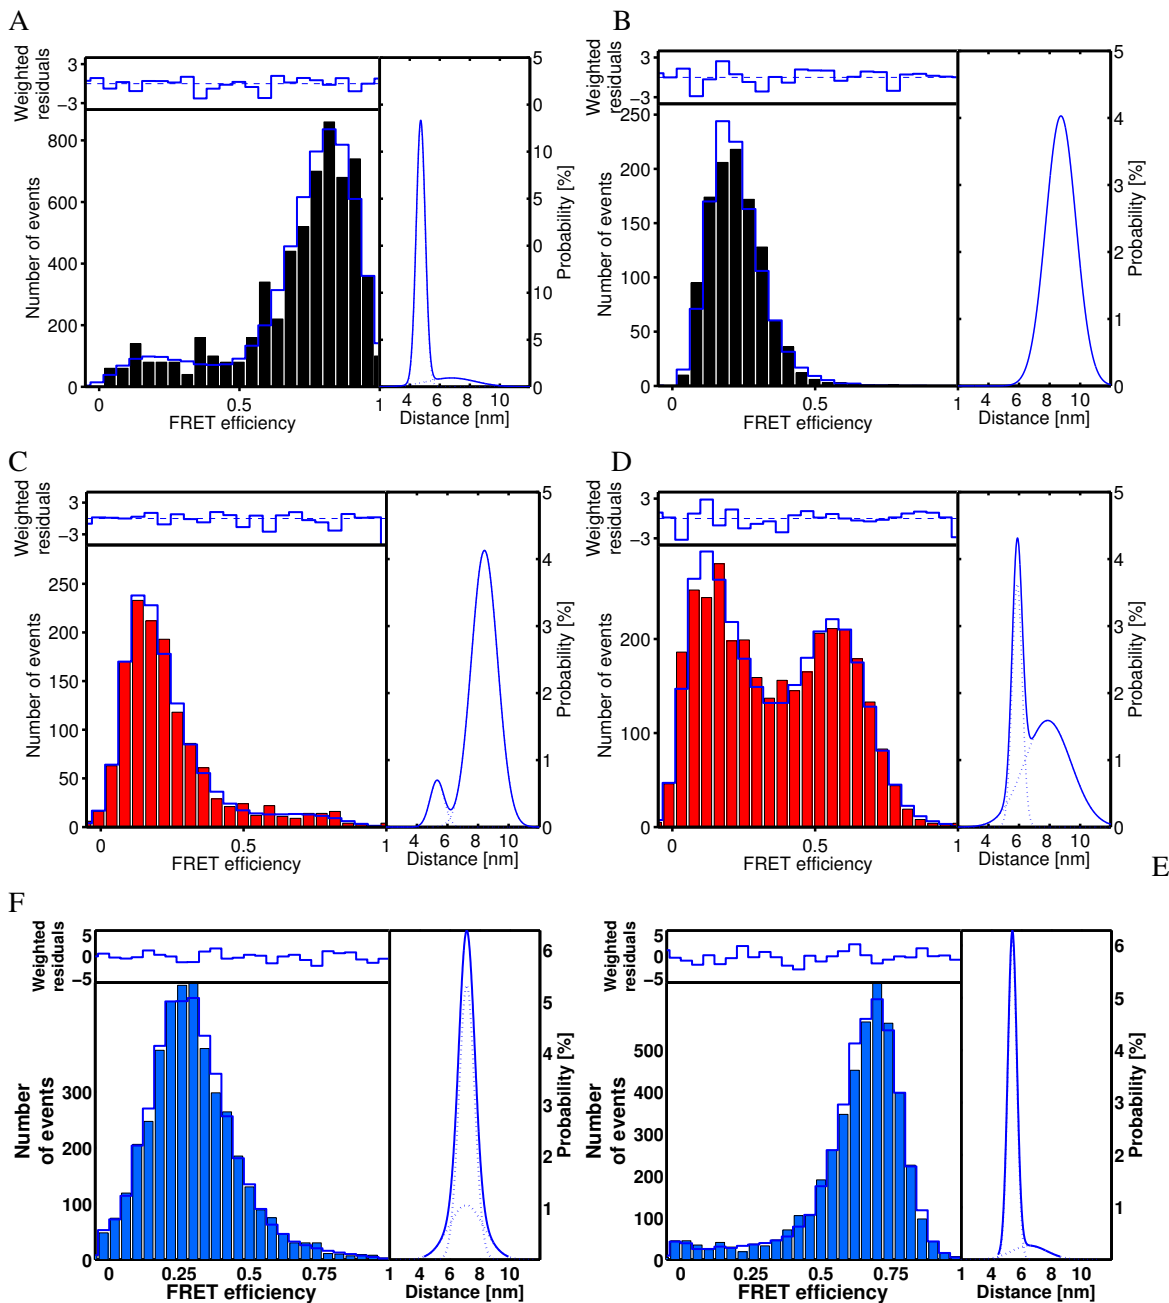 A
Weighted
residuals
3
−3
5
0
Number of events
800
600
400
200
0
10
5
0
10
5
0
Probability [%]
0 0.5 1
4 6 8 10
FRET efficiency
Distance [nm]
B
Weighted
residuals
3
−3
Number of events
250
200
150
100
50
0
5
4
3
2
1
0
Probability [%]
0 0.5 1
4 6 8 10
FRET efficiency
Distance [nm]
C
Weighted
residuals
3
−3
Number of events
250
200
150
100
50
0
5
4
3
2
1
0
Probability [%]
0 0.5 1
4 6 8 10
FRET efficiency
Distance [nm]
D
Weighted
residuals
3
−3
Number of events
200
100
0
5
4
3
2
1
0
Probability [%]
0 0.5 1
4 6 8 10
FRET efficiency
Distance [nm]
E
F
Weighted
residuals
5
0
−5
Number
of events
300
200
100
0
6
5
4
3
2
1
Probability [%]
0 0.25 0.5 0.75 1
4 6 8 10
FRET efficiency
Distance [nm]
Weighted
residuals
5
0
−5
Number
of events
500
400
300
200
100
0
6
5
4
3
2
1
Probability [%]
0 0.25 0.5 0.75 1
4 6 8 10
FRET efficiency
Distance [nm]